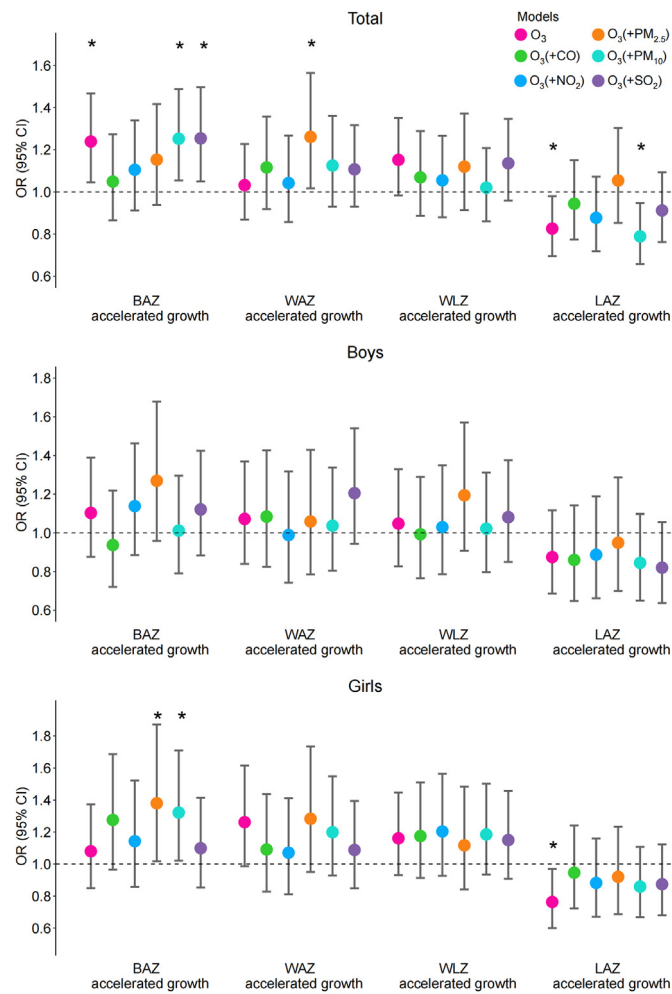 Total
Models
O3
O3(+PM2.5)
O3(+CO)
O3(+PM10)
O3(+NO2)
O3(+SO2)
* * * * * *
OR (95% CI)
1.6
1.4
1.2
1.0
0.8
0.6
BAZ
accelerated growth
WAZ
accelerated growth
WLZ
accelerated growth
LAZ
accelerated growth
Boys
OR (95% CI)
1.8
1.6
1.4
1.2
1.0
0.8
0.6
BAZ
accelerated growth
WAZ
accelerated growth
WLZ
accelerated growth
LAZ
accelerated growth
Girls
* * *
OR (95% CI)
1.8
1.6
1.4
1.2
1.0
0.8
0.6
BAZ
accelerated growth
WAZ
accelerated growth
WLZ
accelerated growth
LAZ
accelerated growth